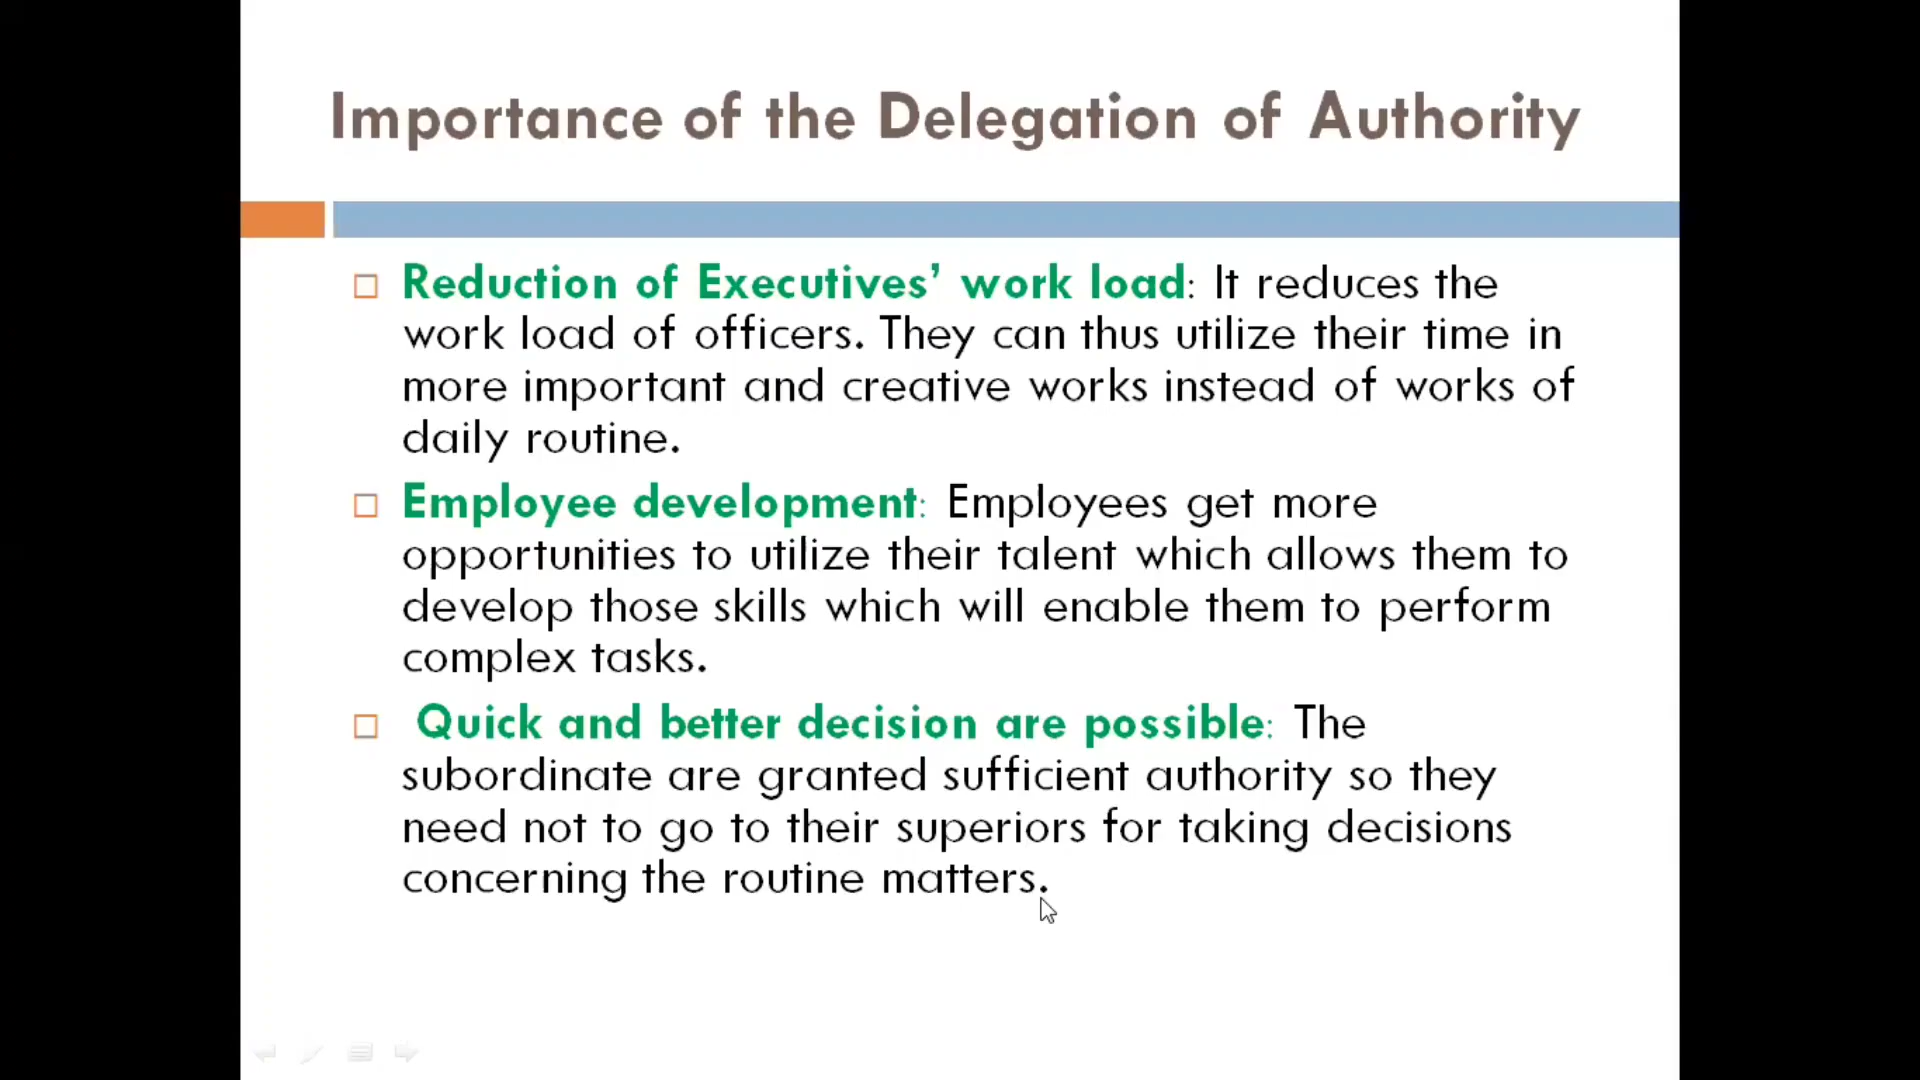 Importance of the Delegation of Authority
Reduction of Executives’ work load: It reduces the
work load of officers. They can thus utilize their time in
more important and creative works instead of works of
daily routine.
Employee development: Employees get more
opportunities to utilize their talent which allows them to
develop those skills which will enable them to perform
complex tasks.
Quick and better decision are possible: The
subordinate are granted sufficient authority so they
need not to go to their superiors for taking decisions
concerning the routine matters.